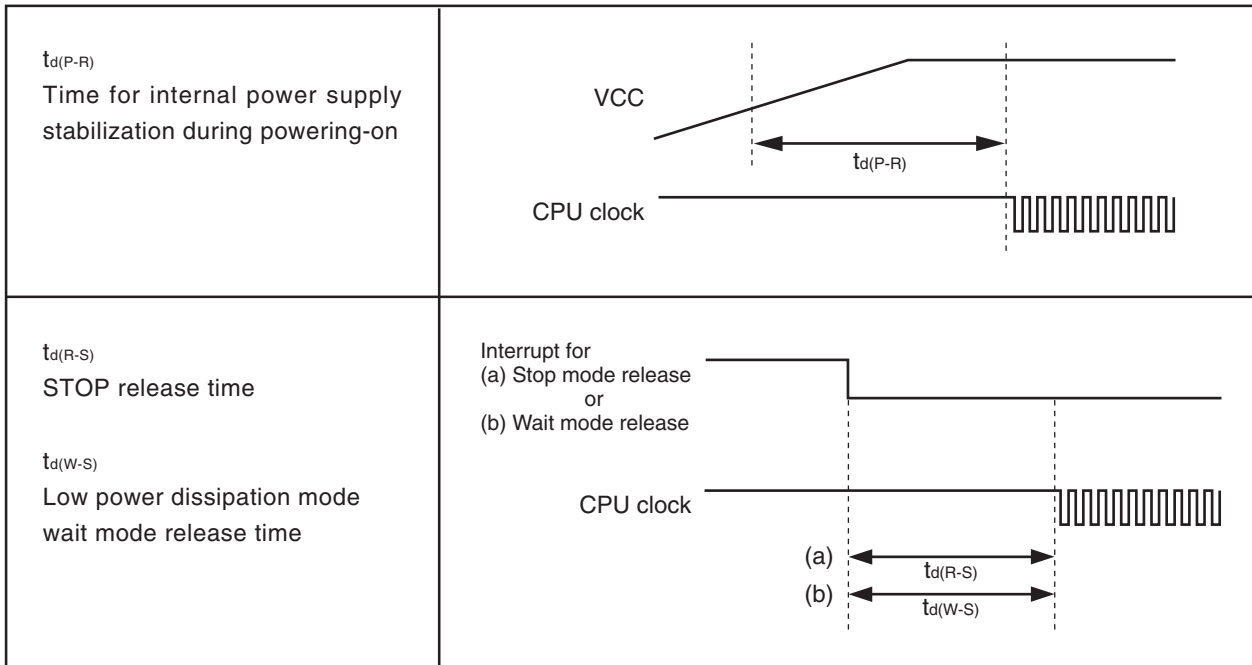 td(P-R)
Time for internal power supply
stabilization during powering-on
VCC
td(P-R)
CPU clock
td(R-S)
STOP release time
td(W-S)
Low power dissipation mode
wait mode release time
Interrupt for
(a) Stop mode release
or
(b) Wait mode release
CPU clock
(a)
td(R-S)
(b)
td(W-S)